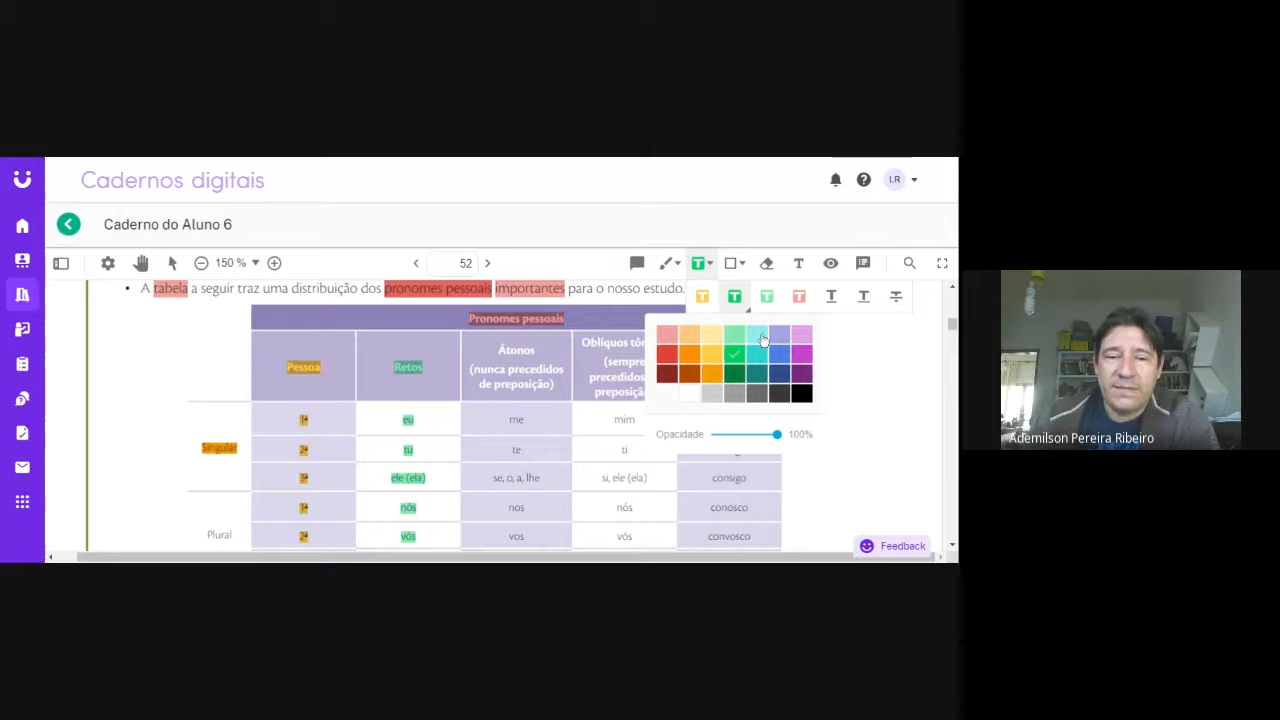 Cadernos digitais
LR
Caderno do Aluno 6
150 %
52
• A tabela a seguir traz uma distribuição dos pronomes pessoais importantes para o nosso estudo.
Pronomes pessoais
Pessoa
Retos
Átonos
(nunca precedidos
de preposição)
Oblíquos
(sempre
precedidos
Singular
1ª
eu
me
mim
2ª
tu
te
ti
3ª
ele (ela)
se, o, a, lhe
si, ele (ela)
consigo
Plural
1ª
nós
nos
nós
conosco
2ª
vós
vos
vós
convosco
Opacidade
100%
Feedback
Ademilson Pereira Ribeiro